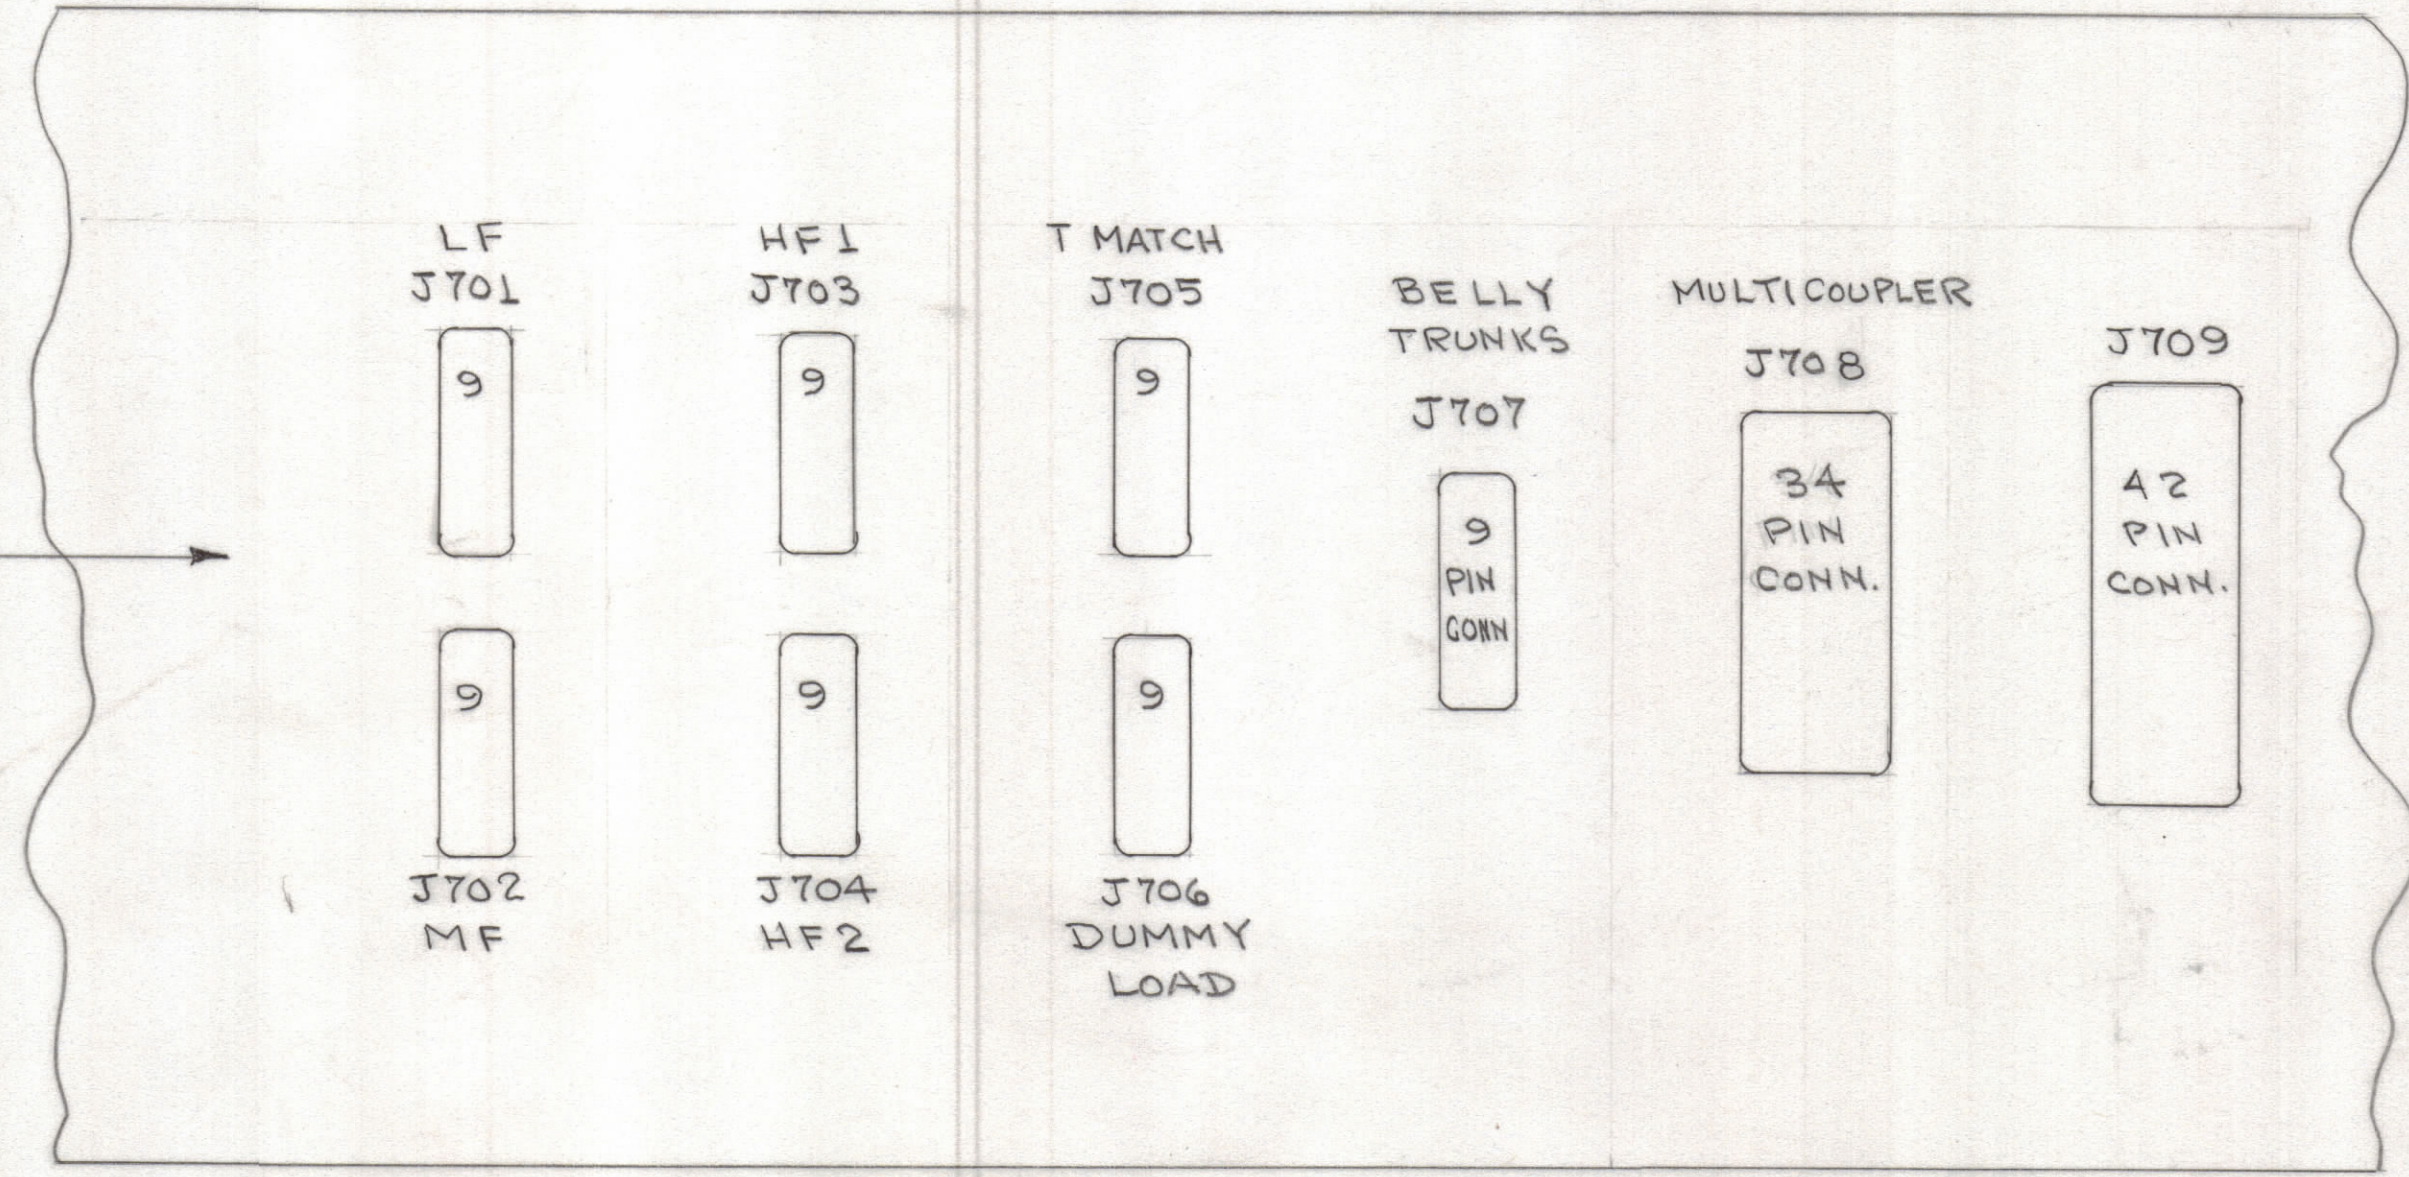 LF
J701
9
9
J702
MF
HF1
J703
9
9
J704
HF2
T MATCH
J705
9
9
J706
DUMMY
LOAD
BELLY
TRUNKS
J707
9
PIN
CONN
MULTICOUPLER
J708
34
PIN
CONN.
J709
42
PIN
CONN.